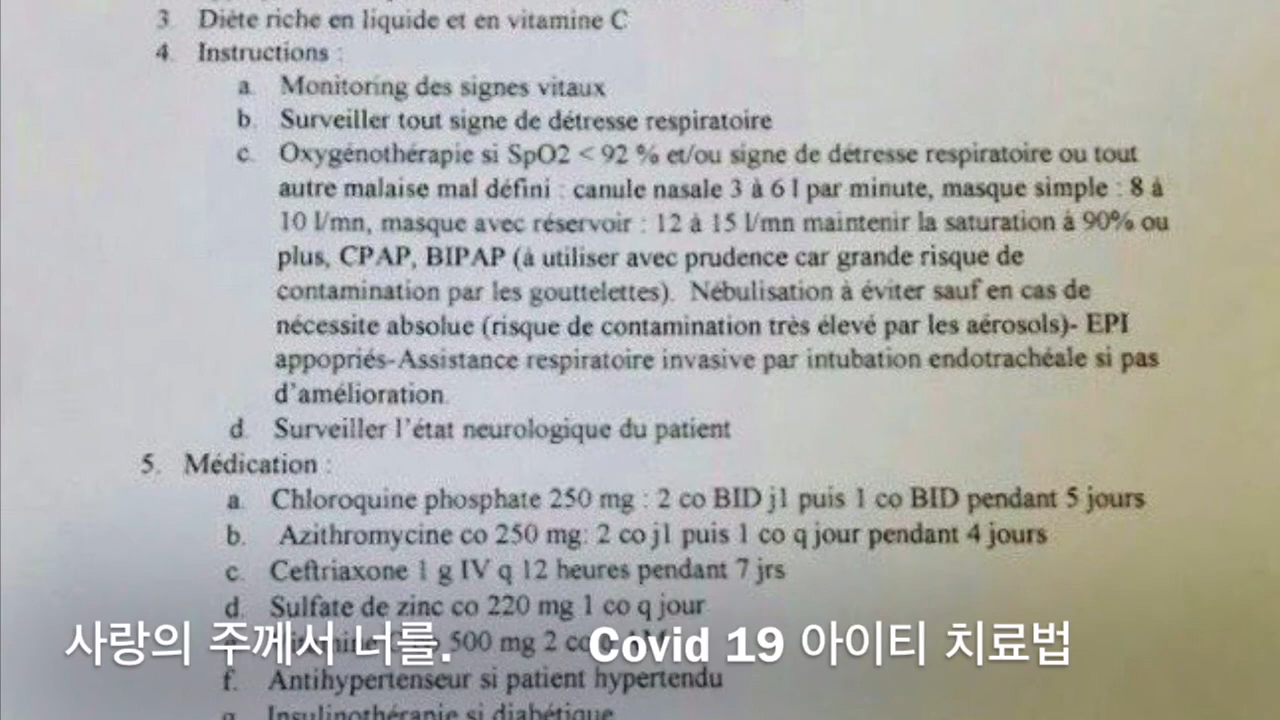 3. Diète riche en liquide et en vitamine C
4. Instructions :
a. Monitoring des signes vitaux
b. Surveiller tout signe de détresse respiratoire
c. Oxygénothérapie si SpO2 < 92 % et/ou signe de détresse respiratoire ou tout
autre malaise mal défini : canule nasale 3 à 6 l par minute, masque simple : 8 à
10 l/mn, masque avec réservoir : 12 à 15 l/mn maintenir la saturation à 90% ou
plus, CPAP, BIPAP (à utiliser avec prudence car grande risque de
contamination par les gouttelettes). Nébulisation à éviter sauf en cas de
nécessite absolue (risque de contamination très élevé par les aérosols)- EPI
appopriés-Assistance respiratoire invasive par intubation endotrachéale si pas
d'amélioration.
d. Surveiller l'état neurologique du patient
5. Médication :
a. Chloroquine phosphate 250 mg : 2 co BID j1 puis 1 co BID pendant 5 jours
b. Azithromycine co 250 mg: 2 co j1 puis 1 co q jour pendant 4 jours
c. Ceftriaxone 1 g IV q 12 heures pendant 7 jrs
d. Sulfate de zinc co 220 mg 1 co q jour
500 mg 2 co
사랑의 주께서 너를. Covid 19 아이티 치료법
f. Antihypertenseur si patient hypertendu
g. Insulinothérapie si diabétique